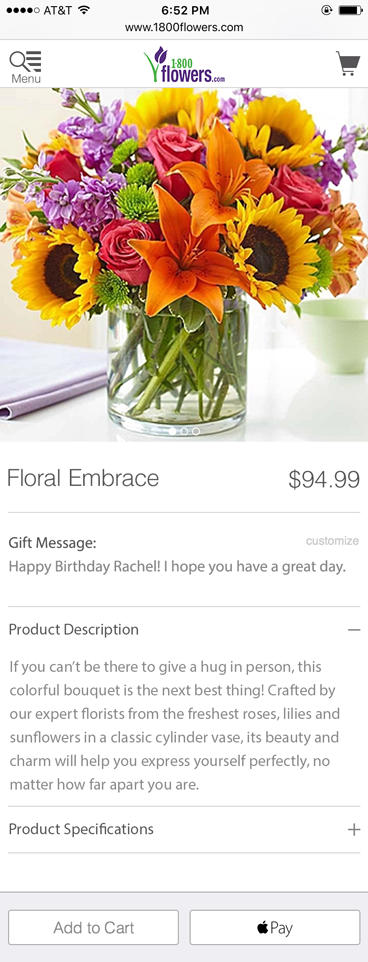 AT&T 6:52 PM
www.1800flowers.com
Menu
1·800
flowers.com
Floral Embrace $94.99
Gift Message: customize
Happy Birthday Rachel! I hope you have a great day.
Product Description
If you can’t be there to give a hug in person, this
colorful bouquet is the next best thing! Crafted by
our expert florists from the freshest roses, lilies and
sunflowers in a classic cylinder vase, its beauty and
charm will help you express yourself perfectly, no
matter how far apart you are.
Product Specifications
Add to Cart Pay